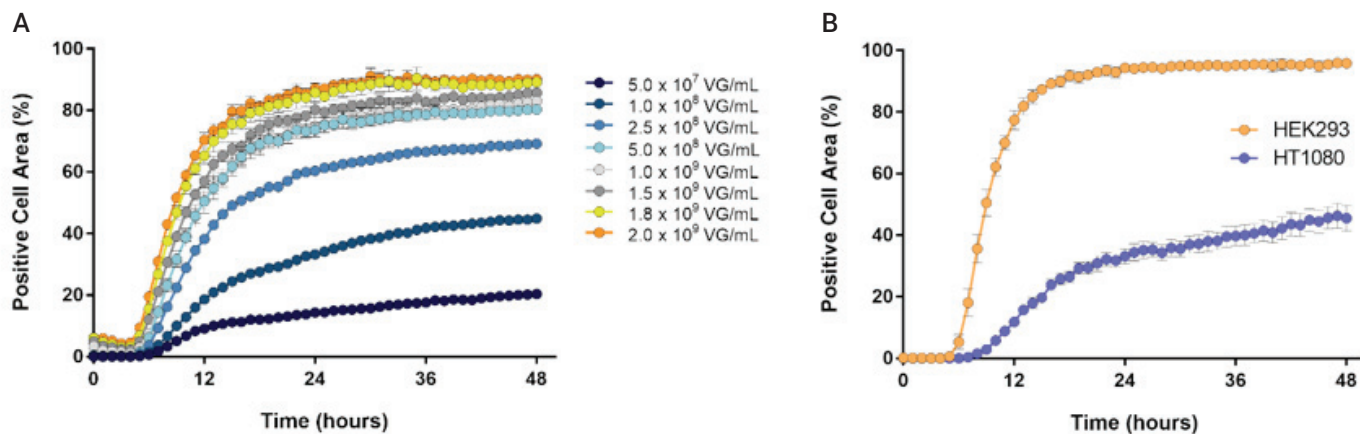 A
Positive Cell Area (%)
100
80
60
40
20
0
0 12 24 36 48
Time (hours)
5.0 x 10⁷ VG/mL
1.0 x 10⁸ VG/mL
2.5 x 10⁸ VG/mL
5.0 x 10⁸ VG/mL
1.0 x 10⁹ VG/mL
1.5 x 10⁹ VG/mL
1.8 x 10⁹ VG/mL
2.0 x 10⁹ VG/mL
B
Positive Cell Area (%)
100
80
60
40
20
0
0 12 24 36 48
Time (hours)
HEK293
HT1080